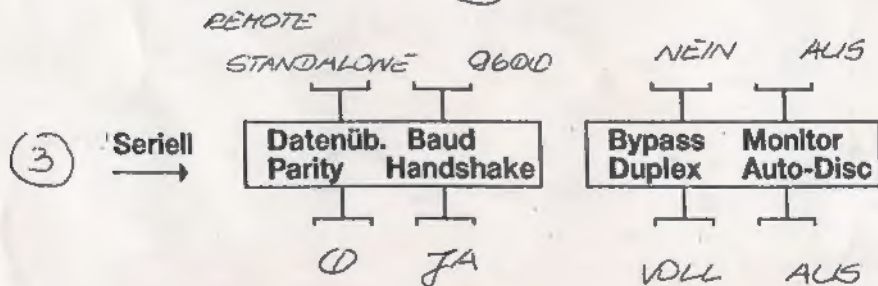 REMOTE
STANDALONE 9600 NEIN AUS
3 Seriell Datenüb. Baud Bypass Monitor
Parity Handshake Duplex Auto-Disc
0 JA VOLL AUS